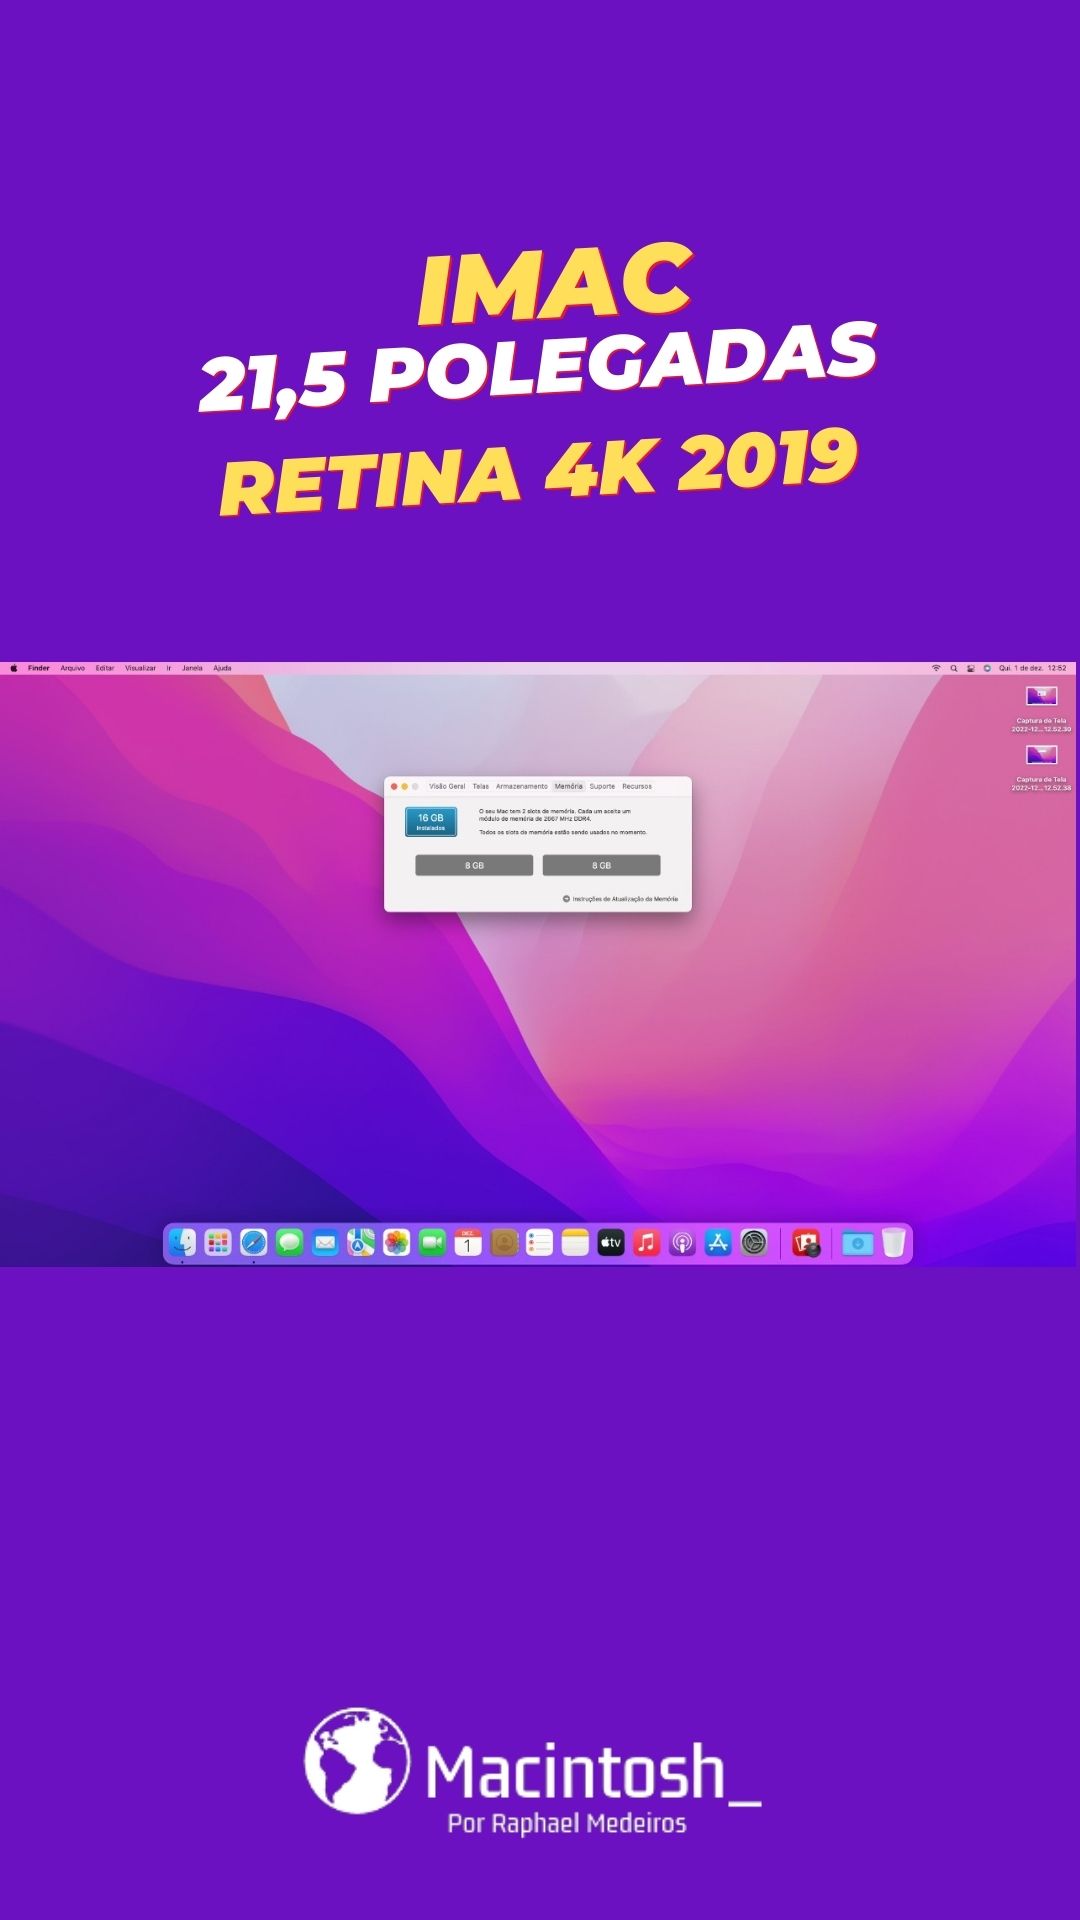 IMAC
21,5 POLEGADAS
RETINA 4K 2019
Finder Arquivo Editar Visualizar Ir Janela Ajuda
Qui. 1 de dez. 12:52
Captura de Tela
2022-12...12.52.30
Captura de Tela
2022-12...12.52.38
Visão Geral Telas Armazenamento Memória Suporte Recursos
16 GB
Instalados
O seu Mac tem 2 slots de memória. Cada um aceita um
módulo de memória de 2667 MHz DDR4.
Todos os slots de memória estão sendo usados no momento.
8 GB
8 GB
Instruções de Atualização da Memória
DEZ.
1
tv
Macintosh_
Por Raphael Medeiros